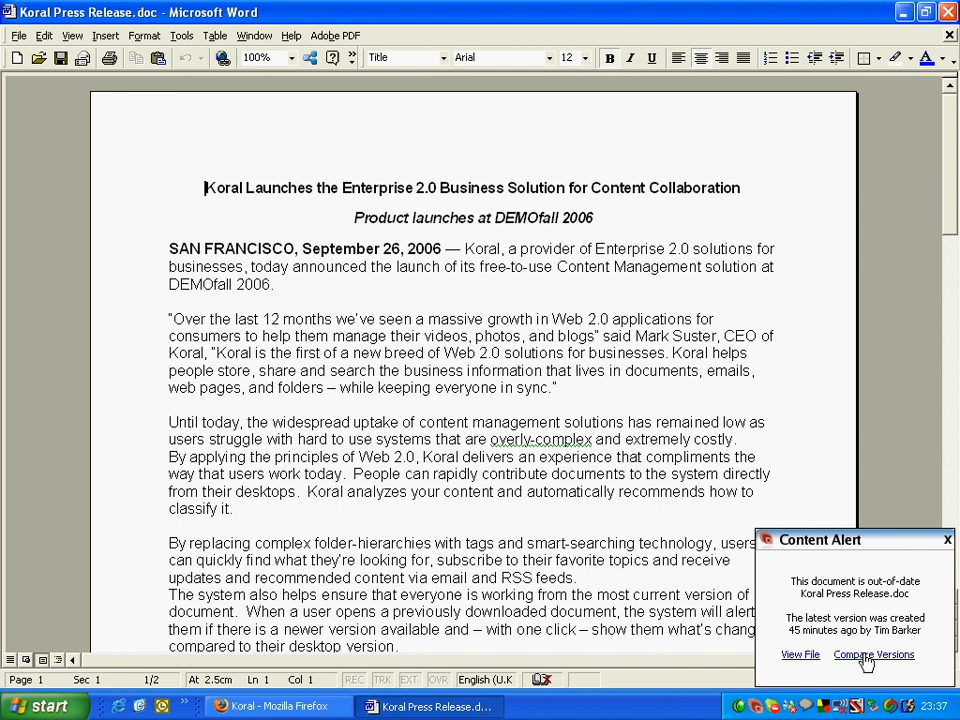 Koral Press Release.doc - Microsoft Word
File Edit View Insert Format Tools Table Window Help Adobe PDF
100% Title Arial 12 B I U
Koral Launches the Enterprise 2.0 Business Solution for Content Collaboration
Product launches at DEMOfall 2006
SAN FRANCISCO, September 26, 2006 — Koral, a provider of Enterprise 2.0 solutions for
businesses, today announced the launch of its free-to-use Content Management solution at
DEMOfall 2006.
“Over the last 12 months we’ve seen a massive growth in Web 2.0 applications for
consumers to help them manage their videos, photos, and blogs” said Mark Suster, CEO of
Koral, “Koral is the first of a new breed of Web 2.0 solutions for businesses. Koral helps
people store, share and search the business information that lives in documents, emails,
web pages, and folders – while keeping everyone in sync.”
Until today, the widespread uptake of content management solutions has remained low as
users struggle with hard to use systems that are overly-complex and extremely costly.
By applying the principles of Web 2.0, Koral delivers an experience that compliments the
way that users work today.  People can rapidly contribute documents to the system directly
from their desktops.  Koral analyzes your content and automatically recommends how to
classify it.
By replacing complex folder-hierarchies with tags and smart-searching technology, users
can quickly find what they’re looking for, subscribe to their favorite topics and receive
updates and recommended content via email and RSS feeds.
The system also helps ensure that everyone is working from the most current version of
document.  When a user opens a previously downloaded document, the system will alert
them if there is a newer version available and – with one click – show them what’s chang
compared to their desktop version.
Content Alert x
This document is out-of-date
Koral Press Release.doc
The latest version was created
45 minutes ago by Tim Barker
View File Compare Versions
Page 1 Sec 1 1/2 At 2.5cm Ln 1 Col 1 REC TRK EXT OVR English (U.K
start Koral - Mozilla Firefox Koral Press Release.d... 23:37